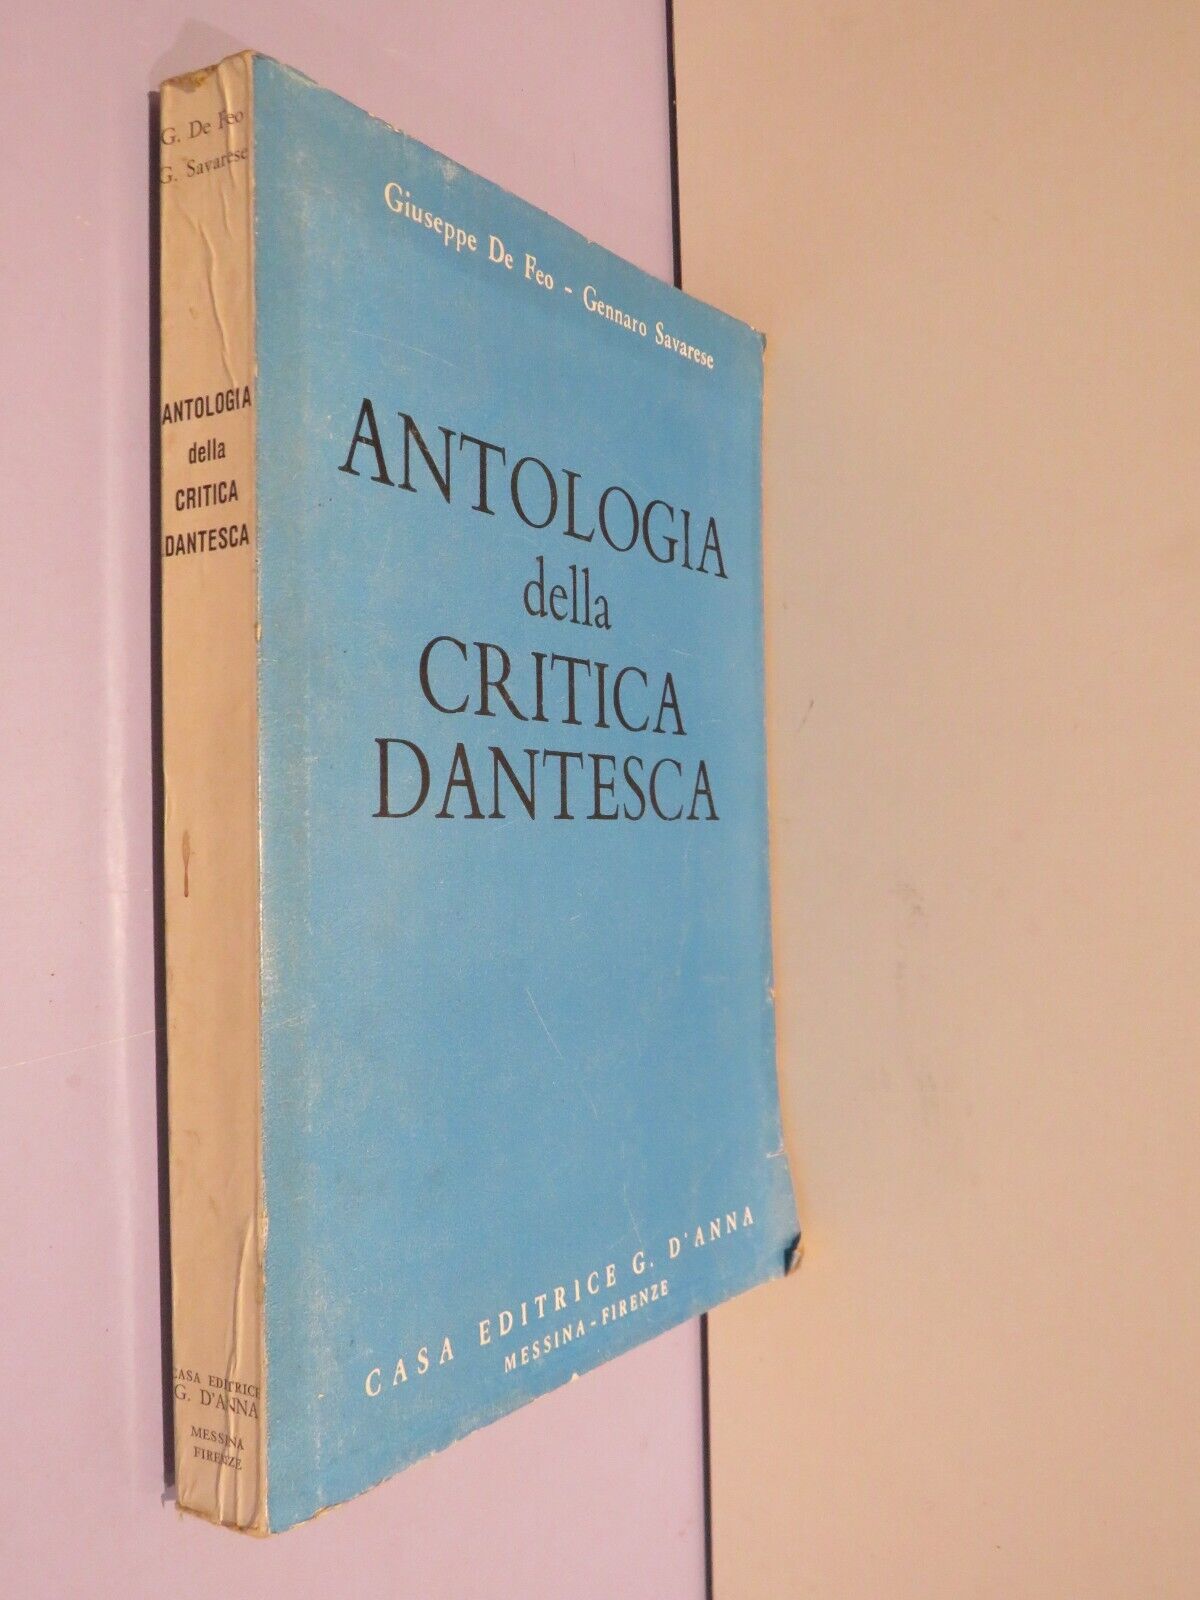 G. De Feo
G. Savarese
ANTOLOGIA
della
CRITICA
DANTESCA
CASA EDITRICE
G. D'ANNA
MESSINA
FIRENZE
Giuseppe De Feo - Gennaro Savarese
ANTOLOGIA
della
CRITICA
DANTESCA
CASA EDITRICE G. D'ANNA
MESSINA - FIRENZE